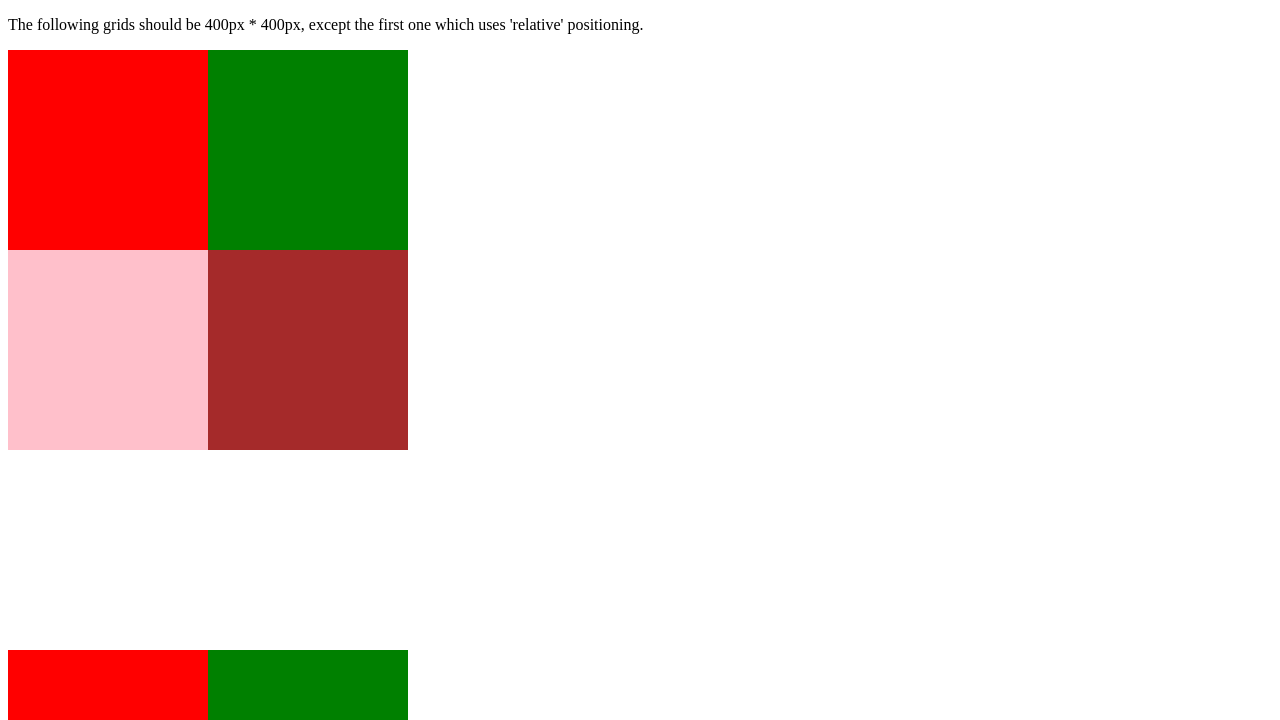 The following grids should be 400px * 400px, except the first one which uses 'relative' positioning.